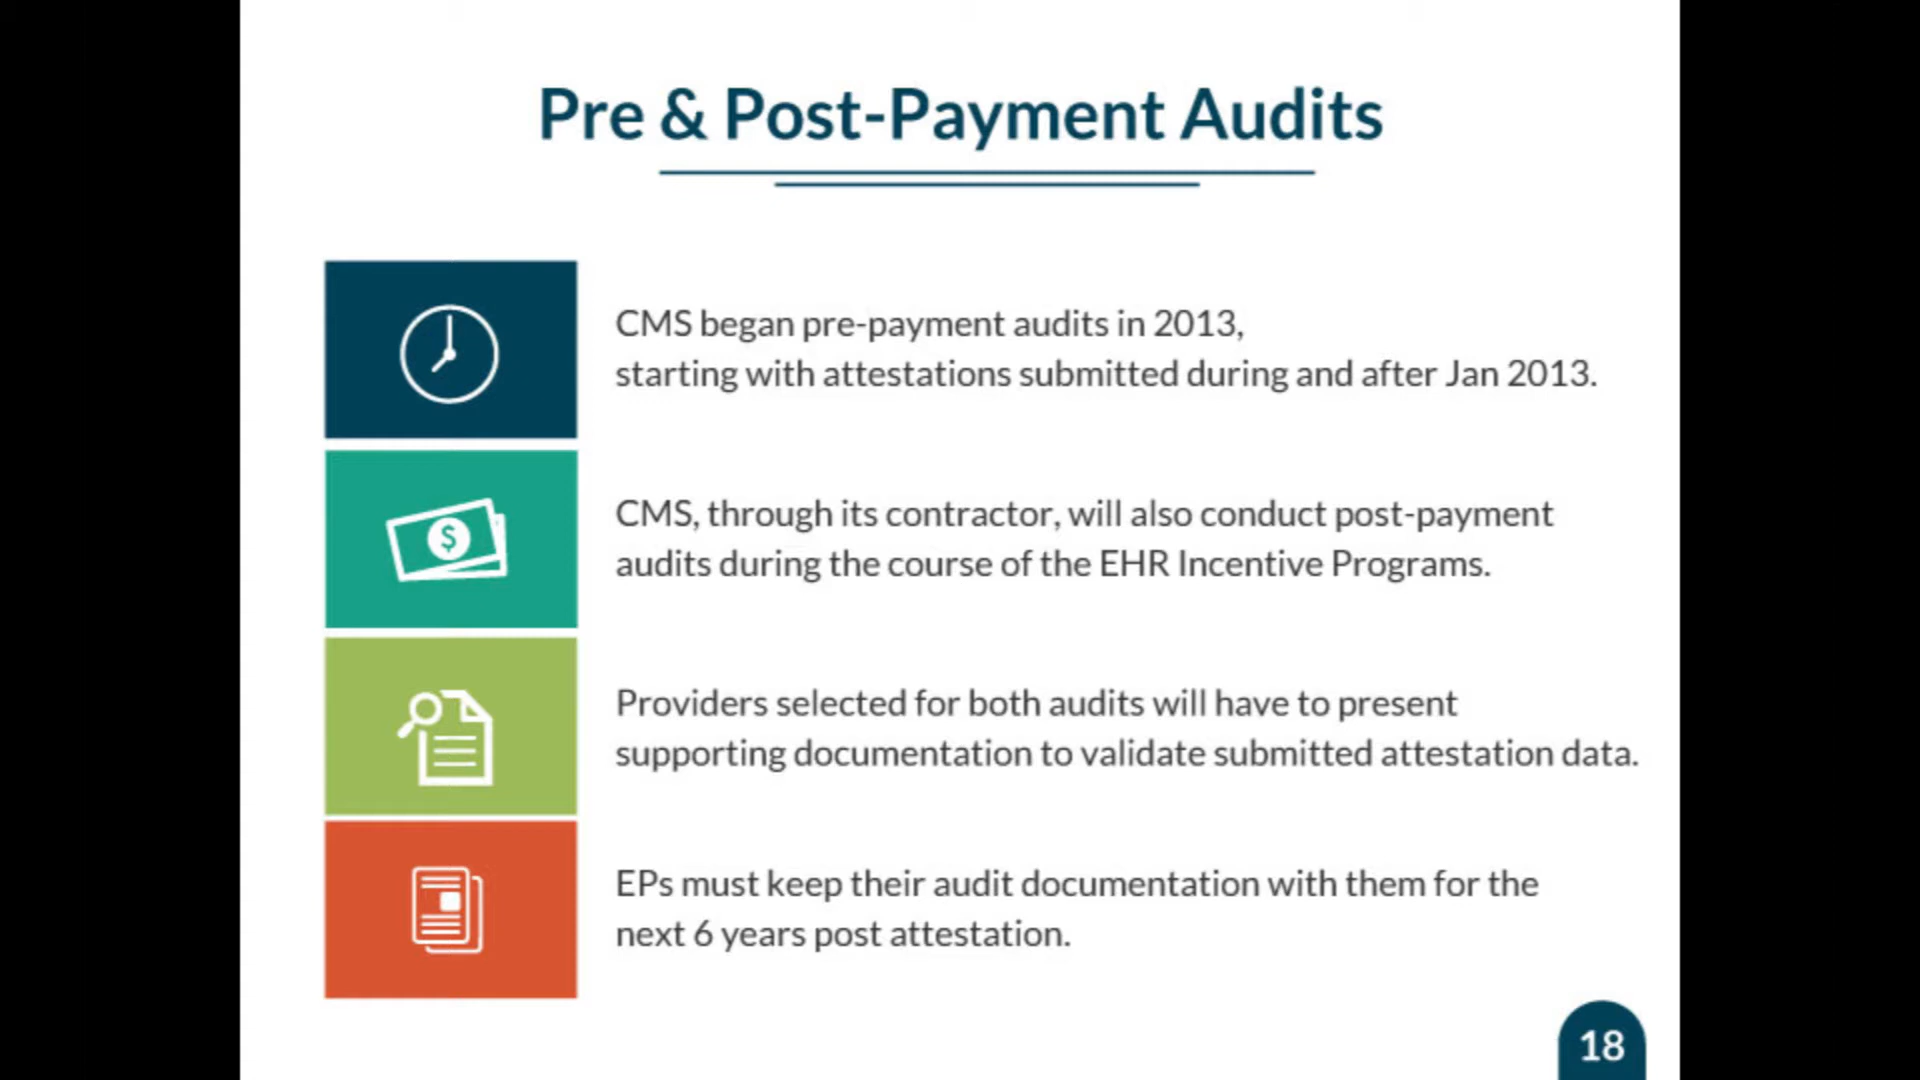 Pre & Post-Payment Audits
CMS began pre-payment audits in 2013,
starting with attestations submitted during and after Jan 2013.
$
CMS, through its contractor, will also conduct post-payment
audits during the course of the EHR Incentive Programs.
Providers selected for both audits will have to present
supporting documentation to validate submitted attestation data.
EPs must keep their audit documentation with them for the
next 6 years post attestation.
18